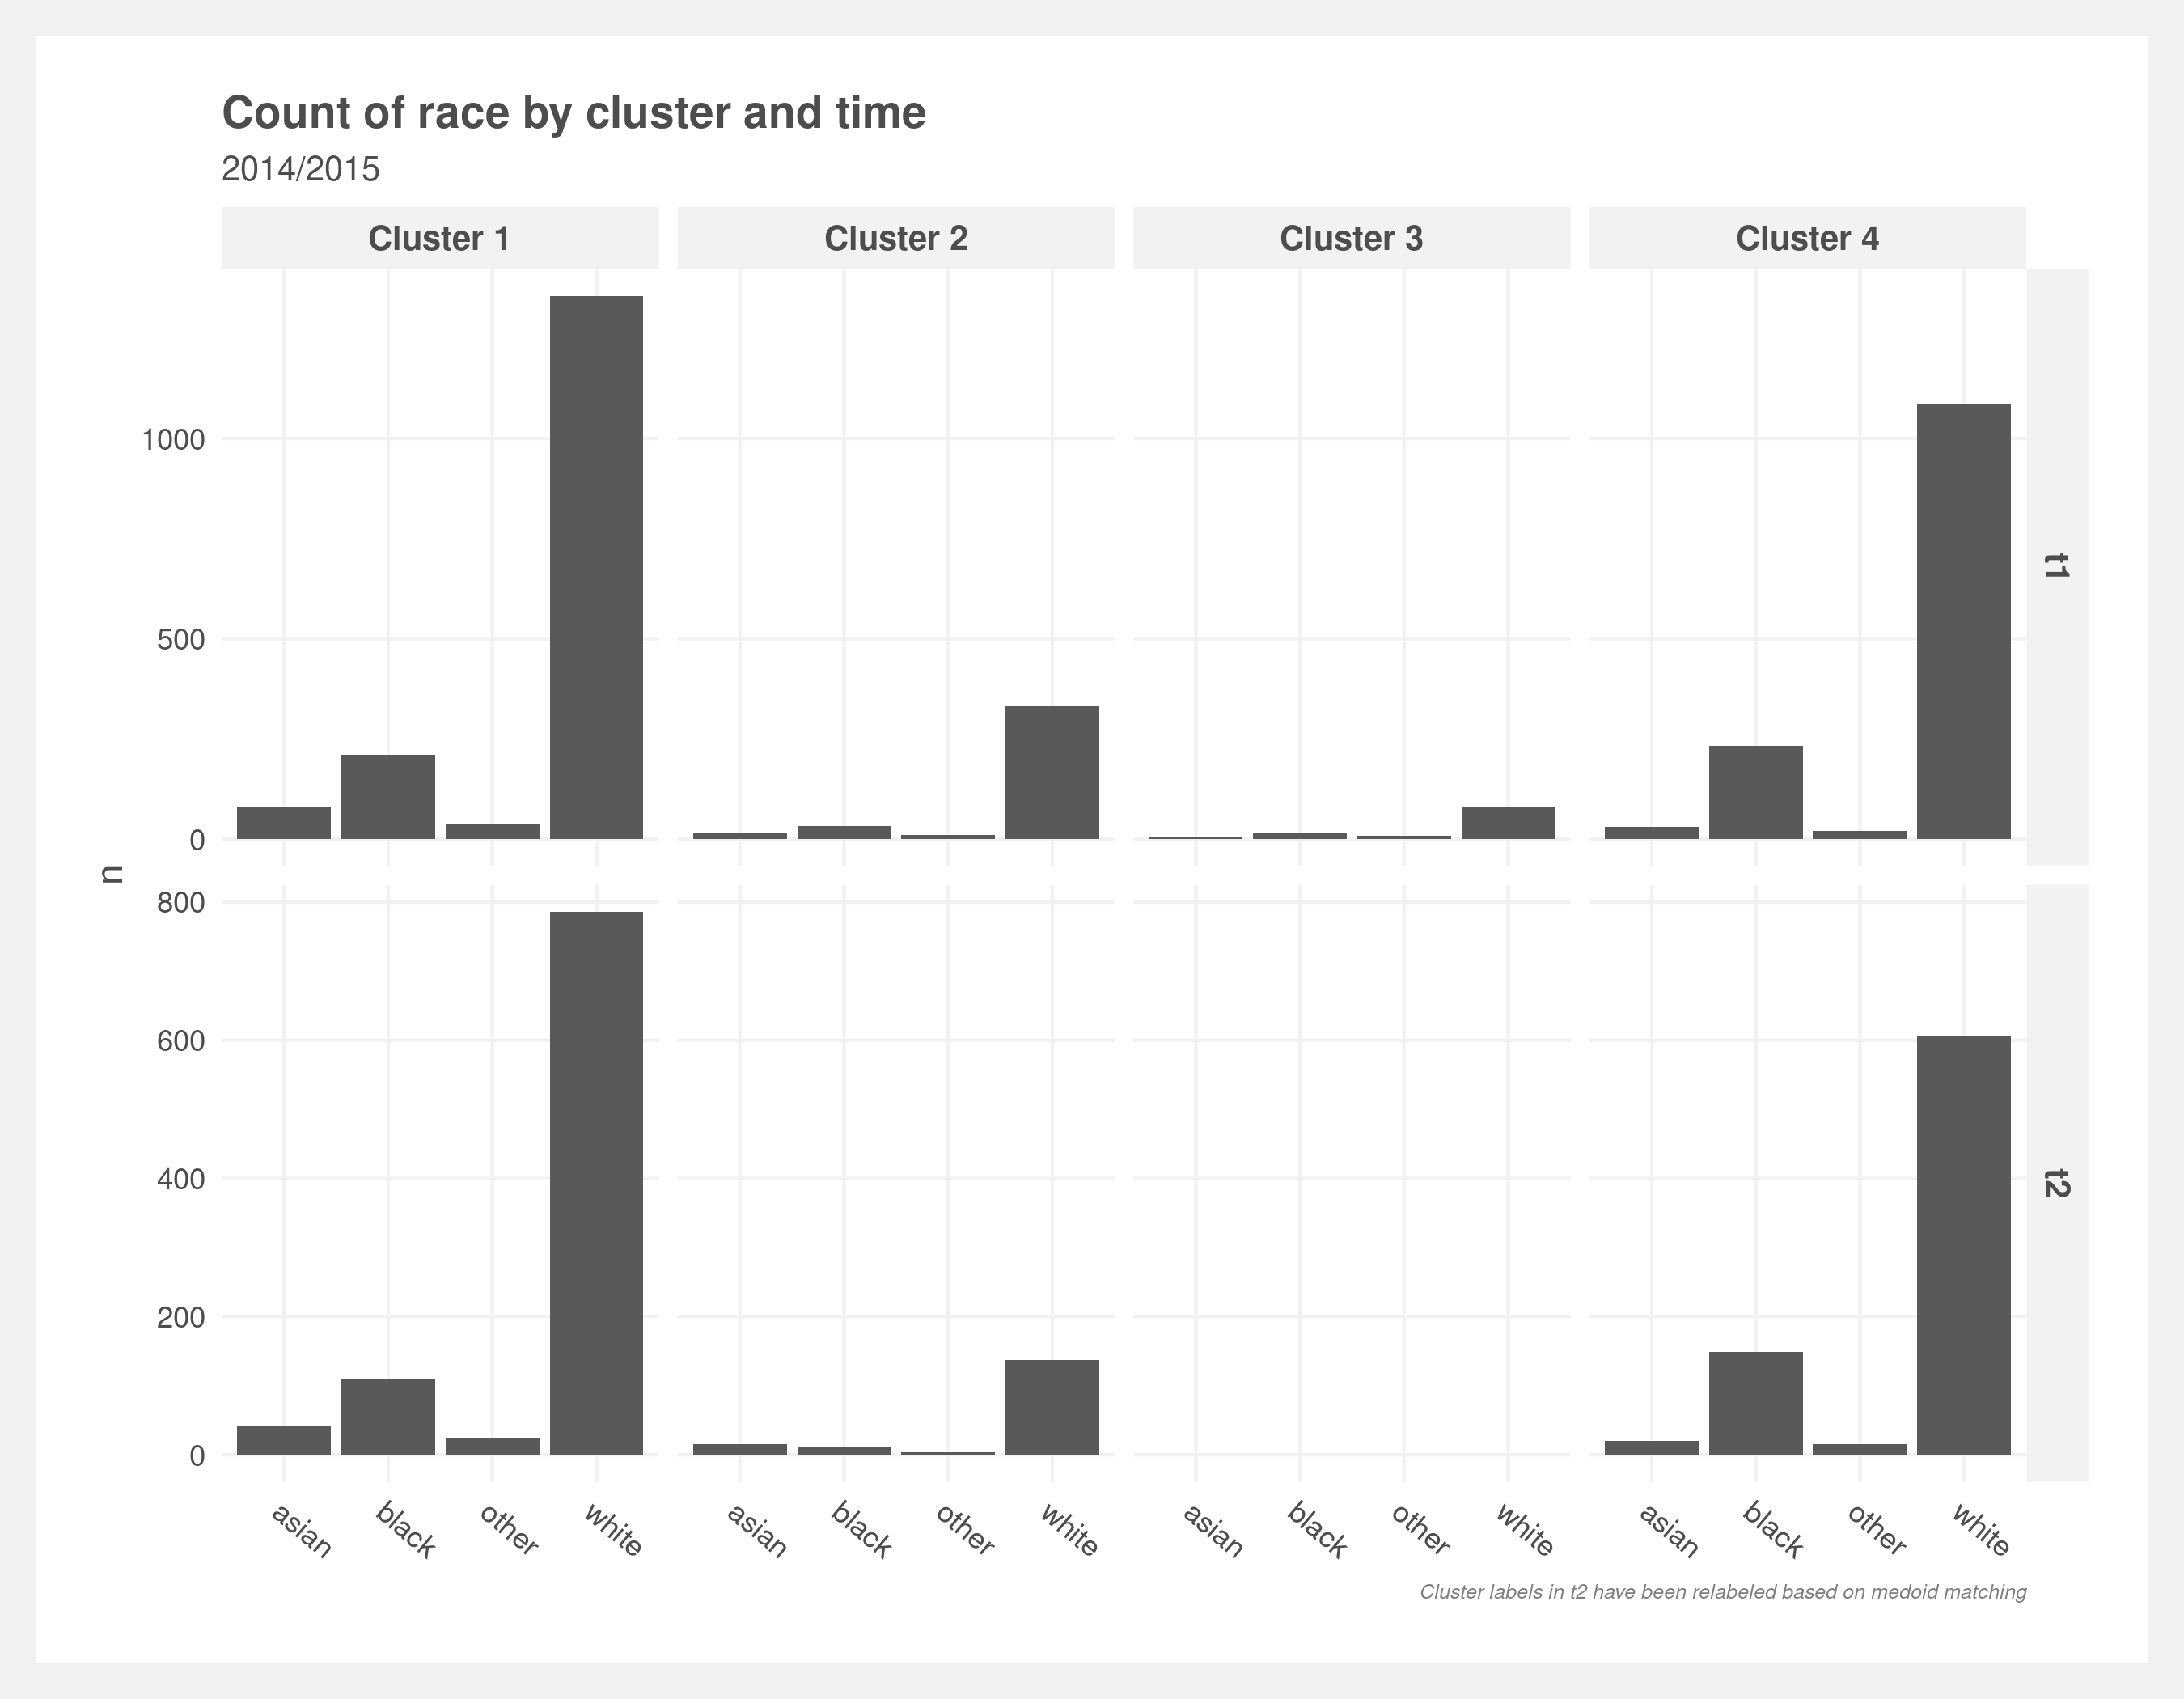 Count of race by cluster and time
2014/2015
Cluster 1 Cluster 2 Cluster 3 Cluster 4
1000
500
0
t1
n
800
600
400
200
0
t2
asian black other white asian black other white asian black other white asian black other white
Cluster labels in t2 have been relabeled based on medoid matching